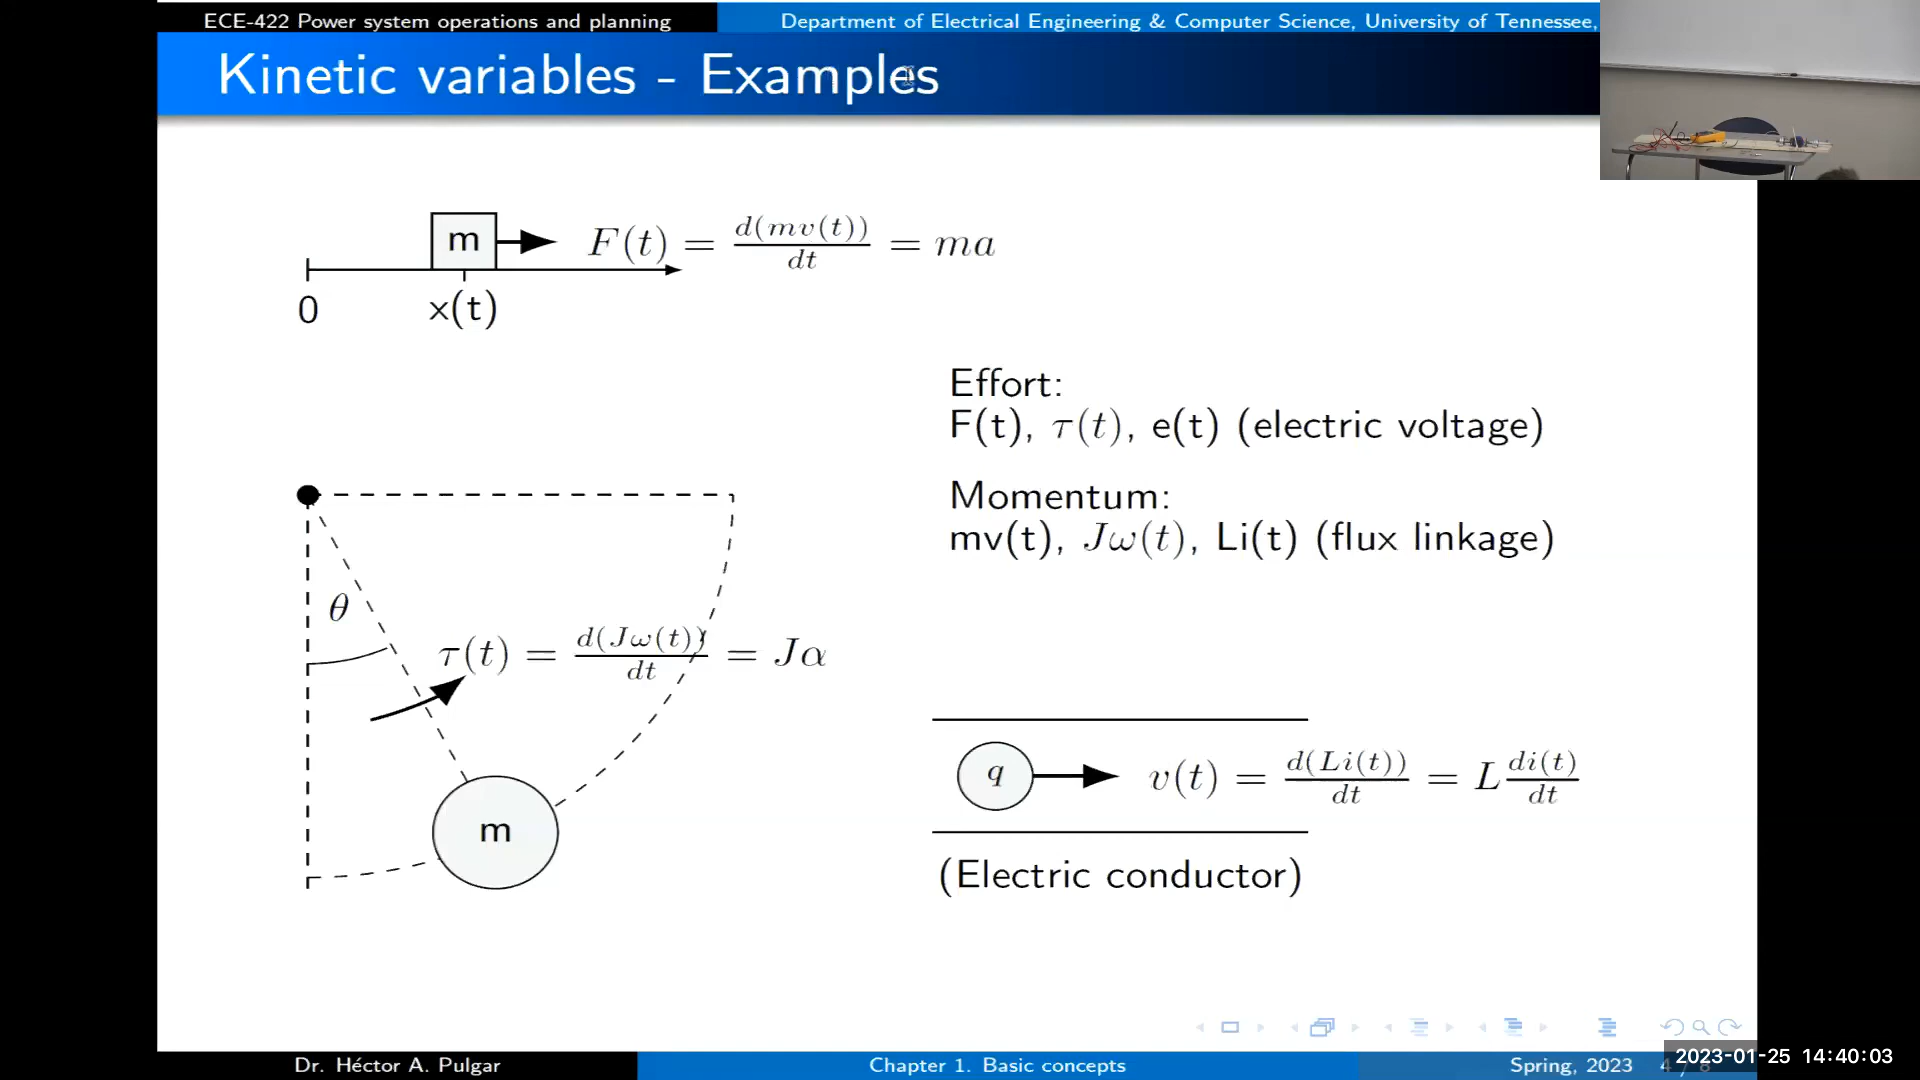 ECE-422 Power system operations and planning
Department of Electrical Engineering & Computer Science, University of Tennessee,
Kinetic variables - Examples
m
F(t) = d(mv(t))/dt = ma
0
x(t)
Effort:
F(t), τ(t), e(t) (electric voltage)
Momentum:
mv(t), Jω(t), Li(t) (flux linkage)
θ
τ(t) = d(Jω(t))/dt = Jα
m
q
v(t) = d(Li(t))/dt = L di(t)/dt
(Electric conductor)
Dr. Héctor A. Pulgar
Chapter 1. Basic concepts
Spring, 2023
4 / 8
2023-01-25 14:40:03